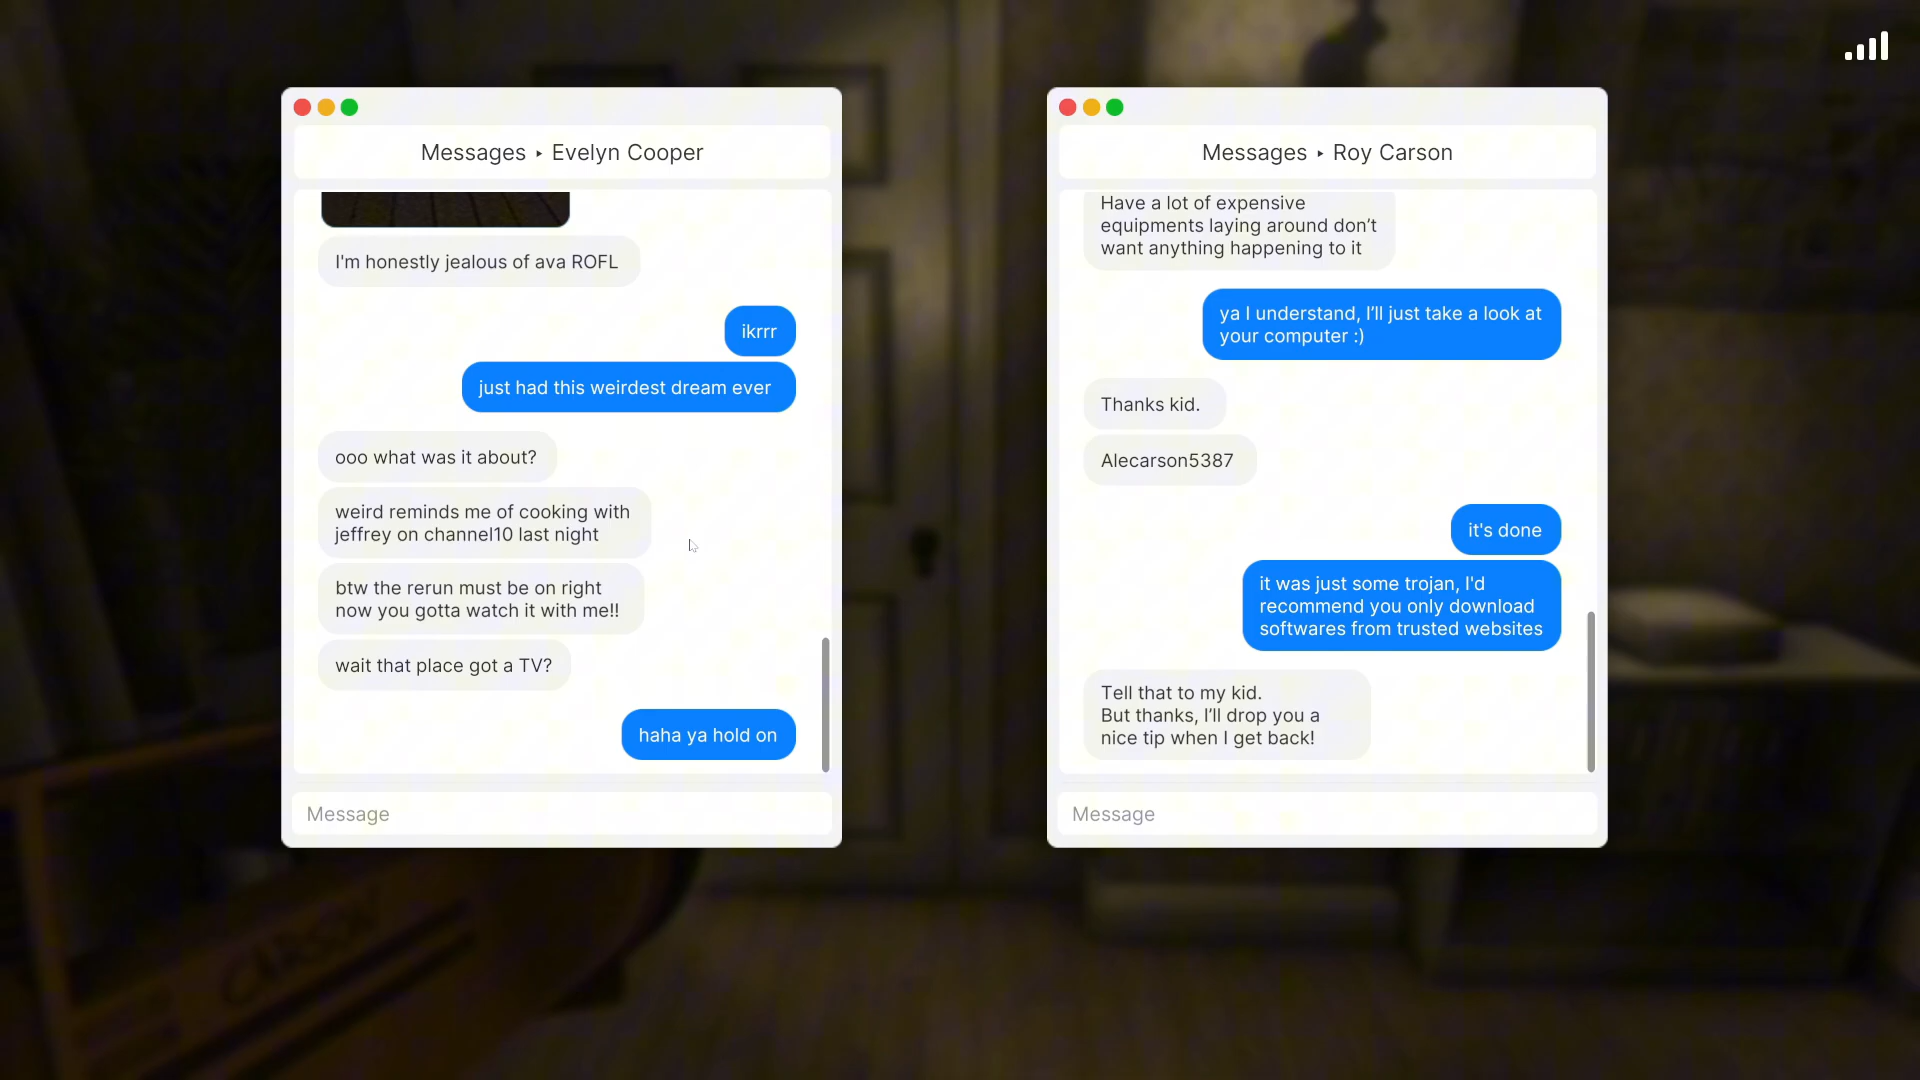 Messages ‣ Evelyn Cooper
I'm honestly jealous of ava ROFL
ikrrr
just had this weirdest dream ever
ooo what was it about?
weird reminds me of cooking with
jeffrey on channel10 last night
btw the rerun must be on right
now you gotta watch it with me!!
wait that place got a TV?
haha ya hold on
Message
Messages ‣ Roy Carson
Have a lot of expensive
equipments laying around don’t
want anything happening to it
ya I understand, I’ll just take a look at
your computer :)
Thanks kid.
Alecarson5387
it's done
it was just some trojan, I'd
recommend you only download
softwares from trusted websites
Tell that to my kid.
But thanks, I’ll drop you a
nice tip when I get back!
Message
CARSON